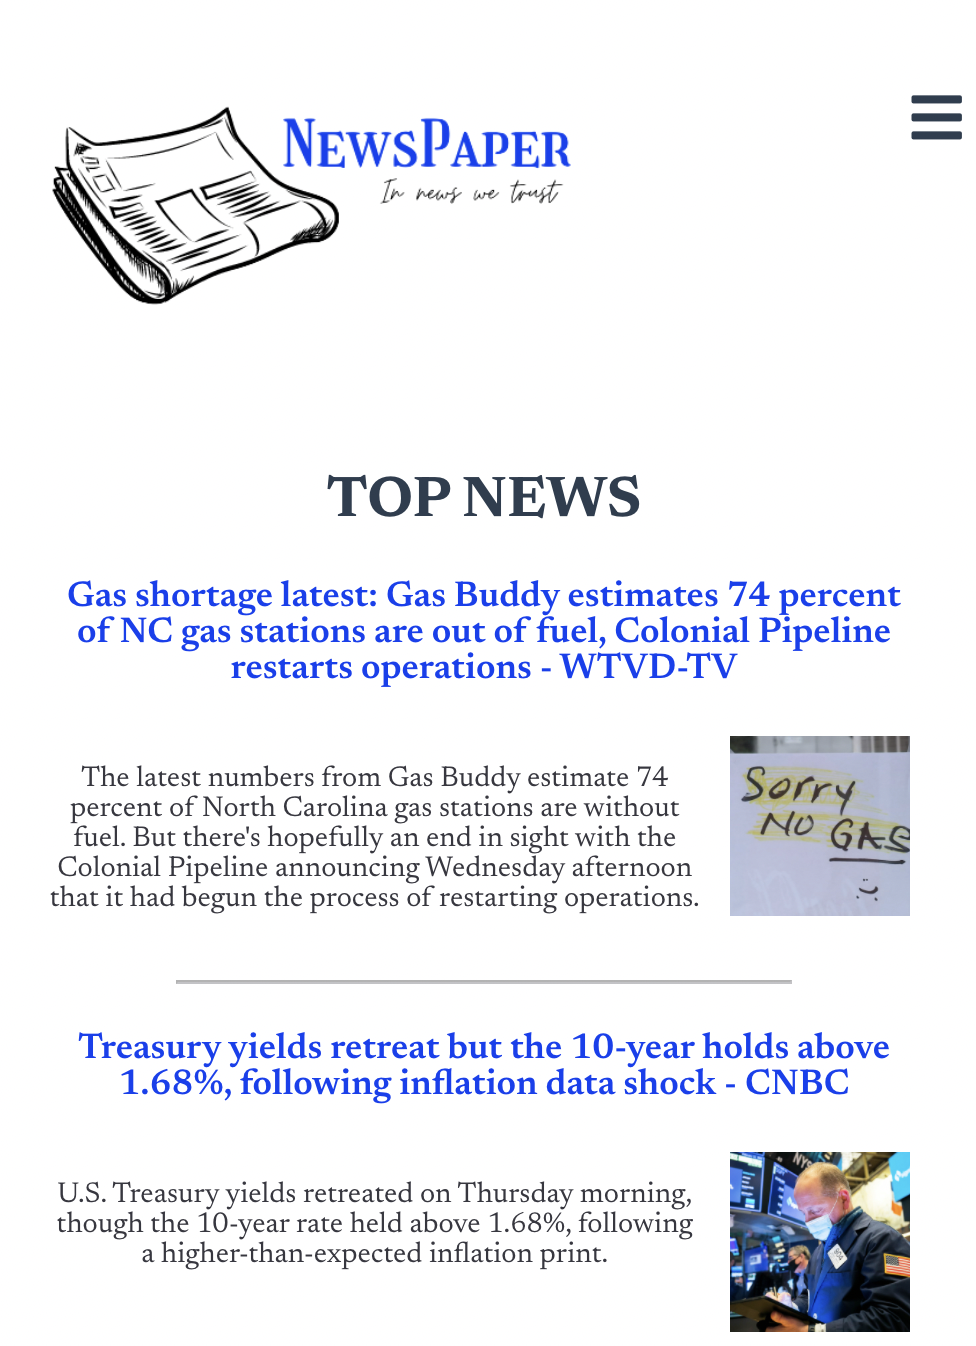 NEWSPAPER
In news we trust
TOP NEWS
Gas shortage latest: Gas Buddy estimates 74 percent
of NC gas stations are out of fuel, Colonial Pipeline
restarts operations - WTVD-TV
The latest numbers from Gas Buddy estimate 74
percent of North Carolina gas stations are without
fuel. But there's hopefully an end in sight with the
Colonial Pipeline announcing Wednesday afternoon
that it had begun the process of restarting operations.
Sorry
NO GAS
Treasury yields retreat but the 10-year holds above
1.68%, following inflation data shock - CNBC
U.S. Treasury yields retreated on Thursday morning,
though the 10-year rate held above 1.68%, following
a higher-than-expected inflation print.